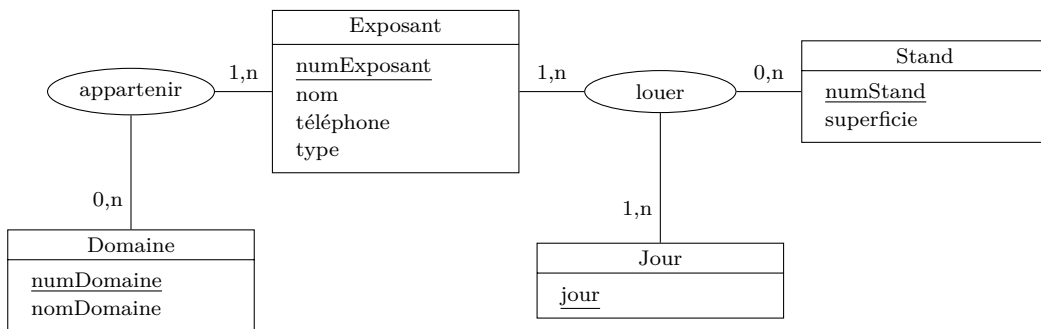 Exposant
numExposant
nom
téléphone
type
1,n
appartenir
1,n
louer
0,n
Stand
numStand
superficie
0,n
1,n
Domaine
numDomaine
nomDomaine
Jour
jour